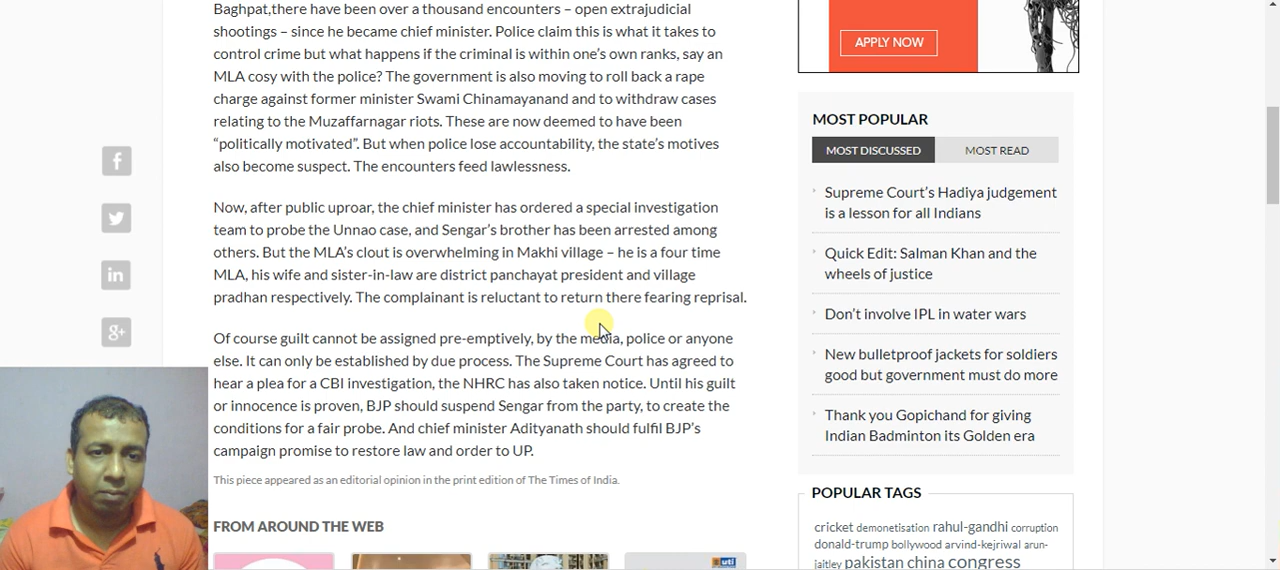 Baghpat,there have been over a thousand encounters – open extrajudicial
shootings – since he became chief minister. Police claim this is what it takes to
control crime but what happens if the criminal is within one’s own ranks, say an
MLA cosy with the police? The government is also moving to roll back a rape
charge against former minister Swami Chinamayanand and to withdraw cases
relating to the Muzaffarnagar riots. These are now deemed to have been
“politically motivated”. But when police lose accountability, the state’s motives
also become suspect. The encounters feed lawlessness.
Now, after public uproar, the chief minister has ordered a special investigation
team to probe the Unnao case, and Sengar’s brother has been arrested among
others. But the MLA’s clout is overwhelming in Makhi village – he is a four time
MLA, his wife and sister-in-law are district panchayat president and village
pradhan respectively. The complainant is reluctant to return there fearing reprisal.
Of course guilt cannot be assigned pre-emptively, by the media, police or anyone
else. It can only be established by due process. The Supreme Court has agreed to
hear a plea for a CBI investigation, the NHRC has also taken notice. Until his guilt
or innocence is proven, BJP should suspend Sengar from the party, to create the
conditions for a fair probe. And chief minister Adityanath should fulfil BJP’s
campaign promise to restore law and order to UP.
This piece appeared as an editorial opinion in the print edition of The Times of India.
FROM AROUND THE WEB
uti
APPLY NOW
MOST POPULAR
MOST DISCUSSED
MOST READ
Supreme Court’s Hadiya judgement
is a lesson for all Indians
Quick Edit: Salman Khan and the
wheels of justice
Don’t involve IPL in water wars
New bulletproof jackets for soldiers
good but government must do more
Thank you Gopichand for giving
Indian Badminton its Golden era
POPULAR TAGS
cricket demonetisation rahul-gandhi corruption
donald-trump bollywood arvind-kejriwal arun-
jaitley pakistan china congress
f
in
g+